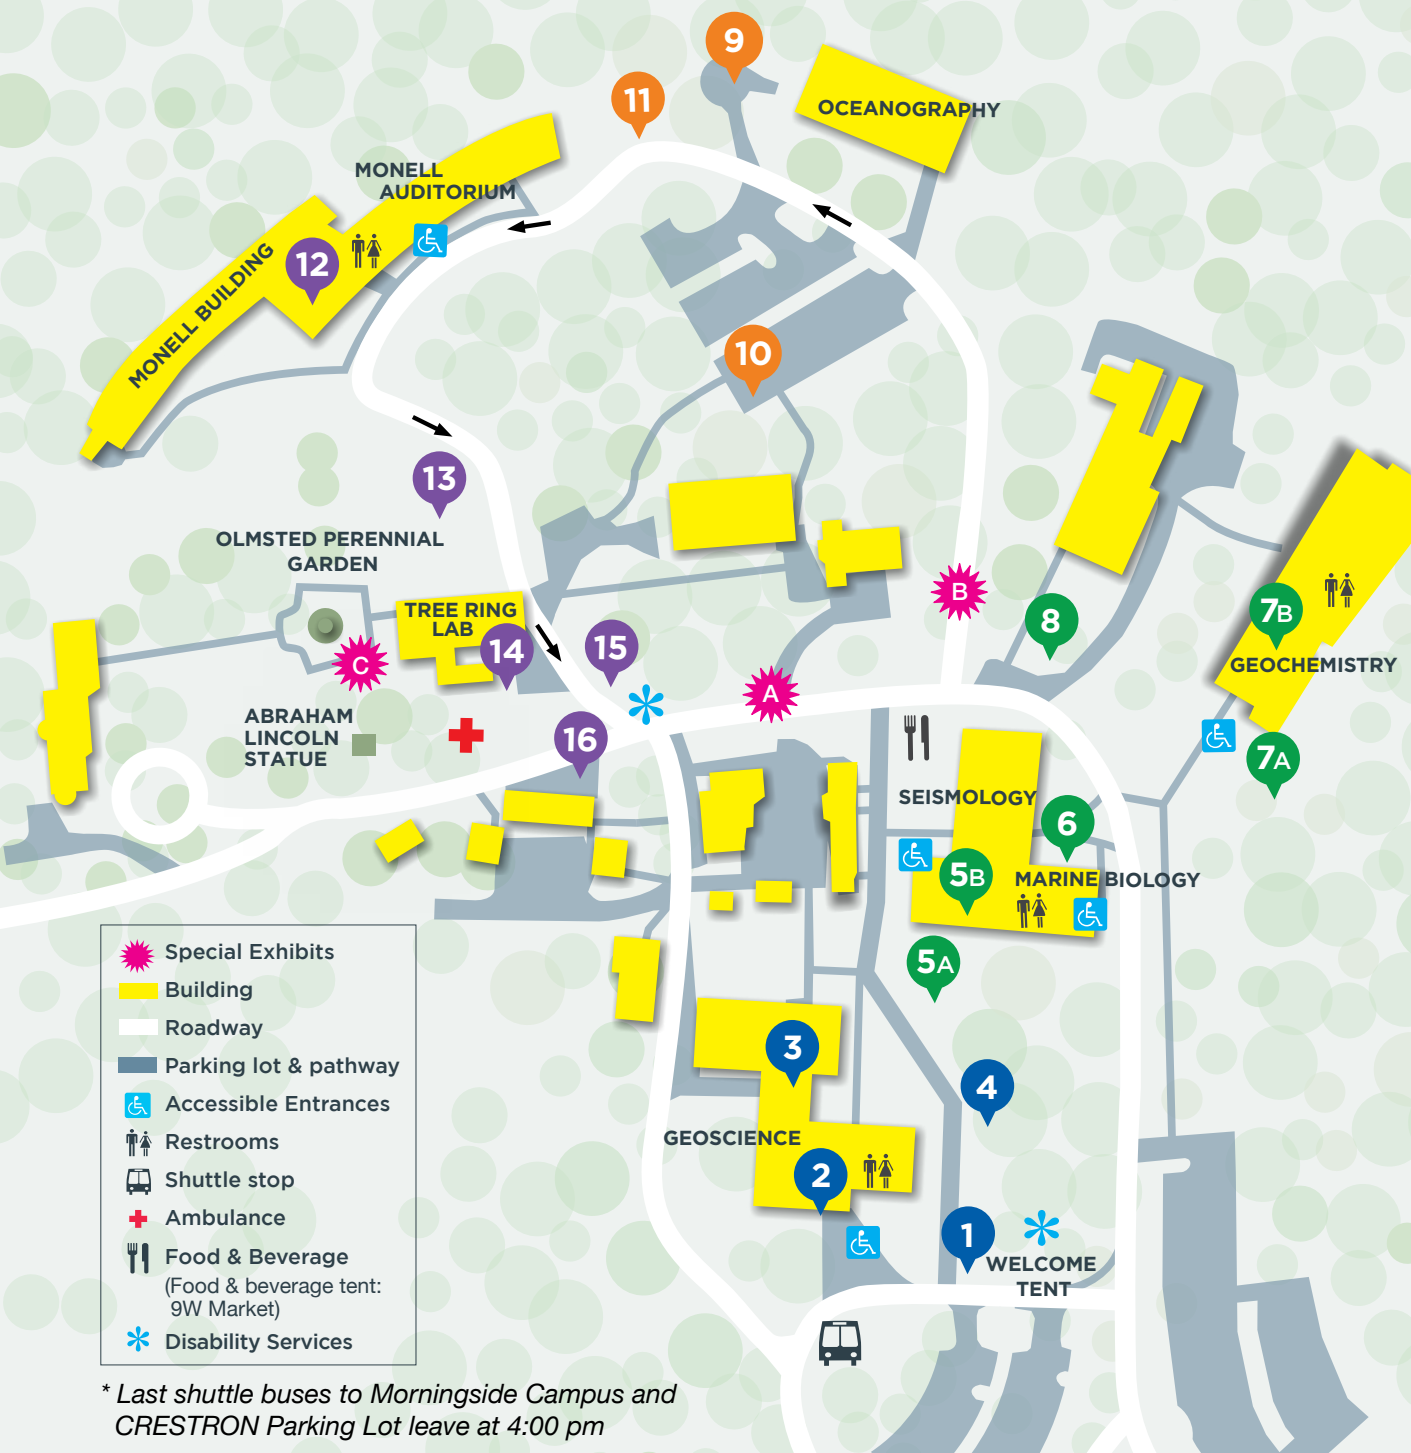 9
11
OCEANOGRAPHY
MONELL
AUDITORIUM
12
MONELL BUILDING
10
13
OLMSTED PERENNIAL
GARDEN
TREE RING
LAB
B
8
7B
GEOCHEMISTRY
C
14
15
A
ABRAHAM
LINCOLN
STATUE
16
7A
SEISMOLOGY
6
5B
MARINE BIOLOGY
5A
3
4
GEOSCIENCE
2
1
WELCOME
TENT
Special Exhibits
Building
Roadway
Parking lot & pathway
Accessible Entrances
Restrooms
Shuttle stop
Ambulance
Food & Beverage
(Food & beverage tent:
9W Market)
Disability Services
* Last shuttle buses to Morningside Campus and
CRESTRON Parking Lot leave at 4:00 pm